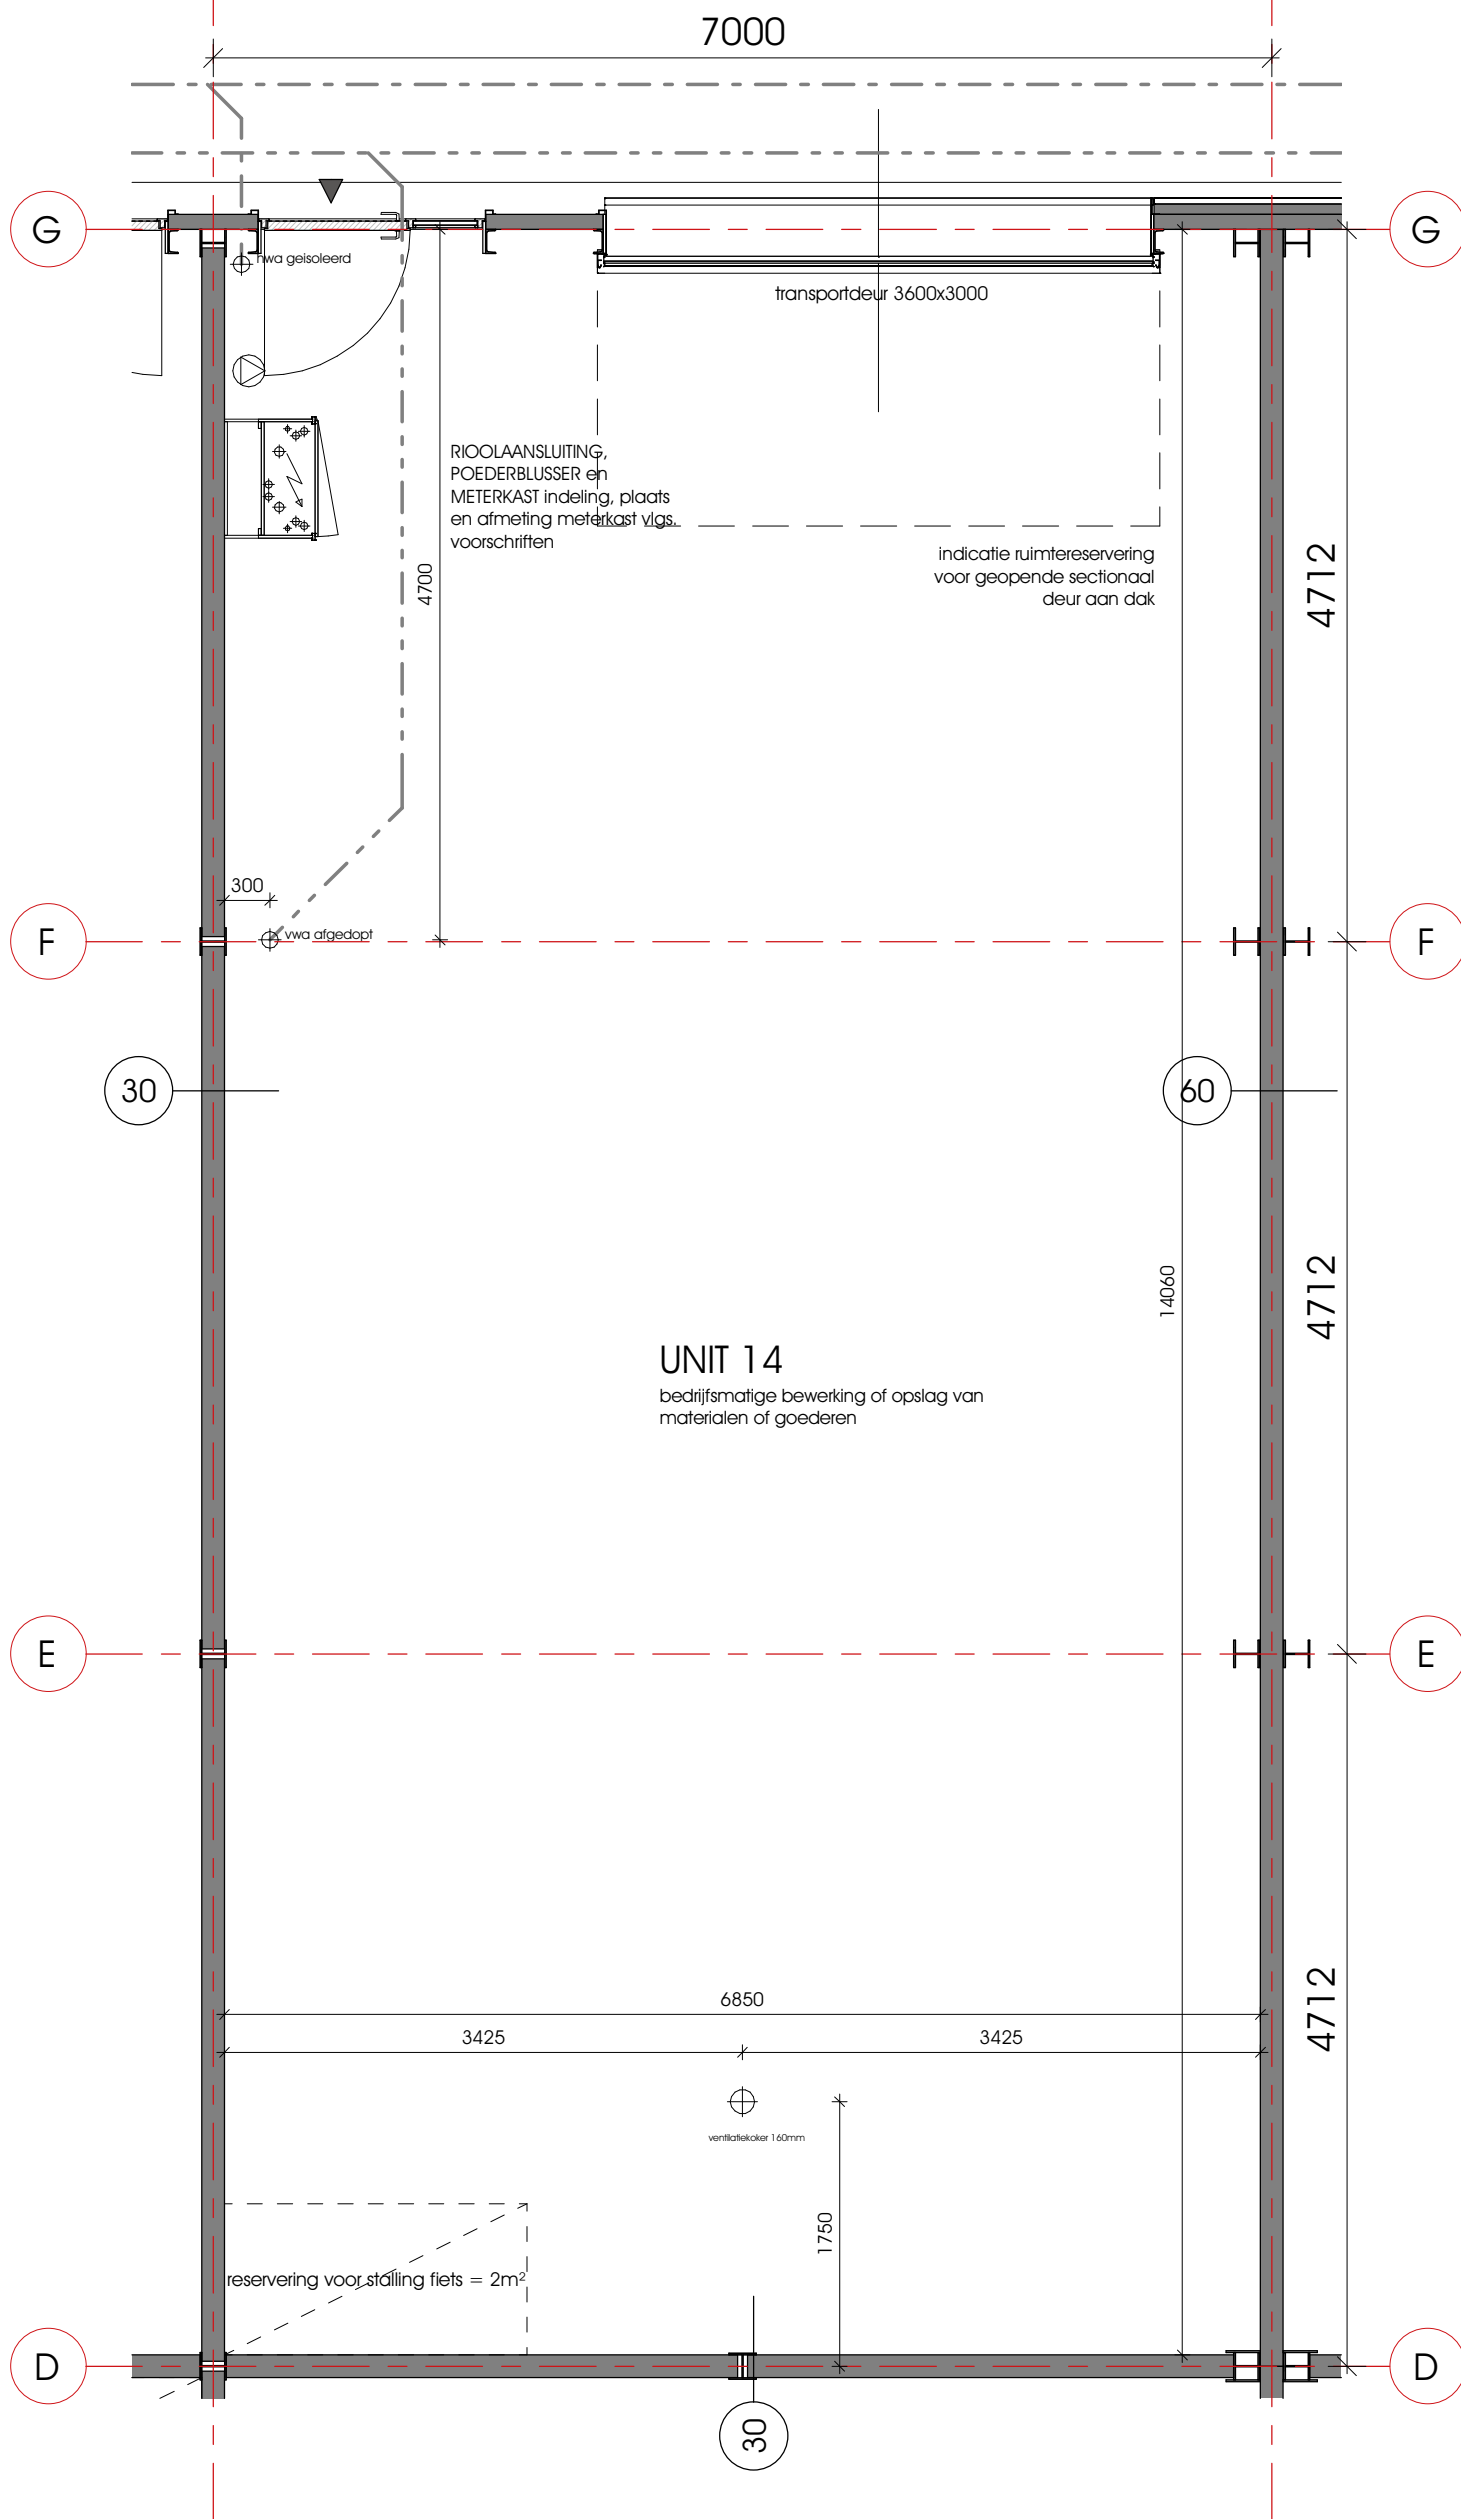 7000
G
G
hwa geisoleerd
transportdeur 3600x3000
RIOOLAANSLUITING,
POEDERBLUSSER en
METERKAST indeling, plaats
en afmeting meterkast vlgs.
voorschriften
indicatie ruimtereservering
voor geopende sectionaal
deur aan dak
4700
4712
300
vwa afgedopt
F
F
30
60
14060
4712
UNIT 14
bedrijfsmatige bewerking of opslag van
materialen of goederen
E
E
6850
3425
3425
4712
ventilatiekoker 160mm
1750
reservering voor stalling fiets = 2m²
D
D
30